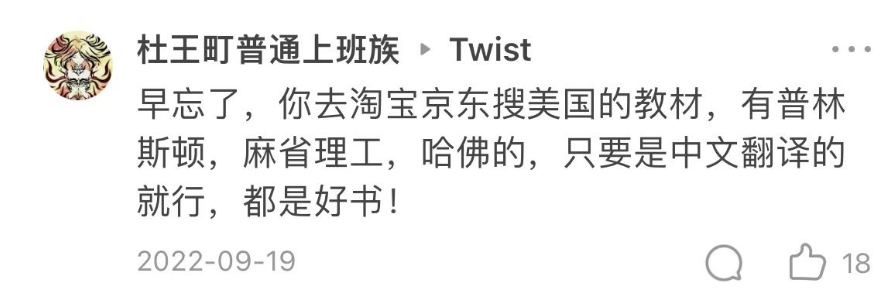 杜王町普通上班族 ▸ Twist
早忘了，你去淘宝京东搜美国的教材，有普林
斯顿，麻省理工，哈佛的，只要是中文翻译的
就行，都是好书！
2022-09-19 18